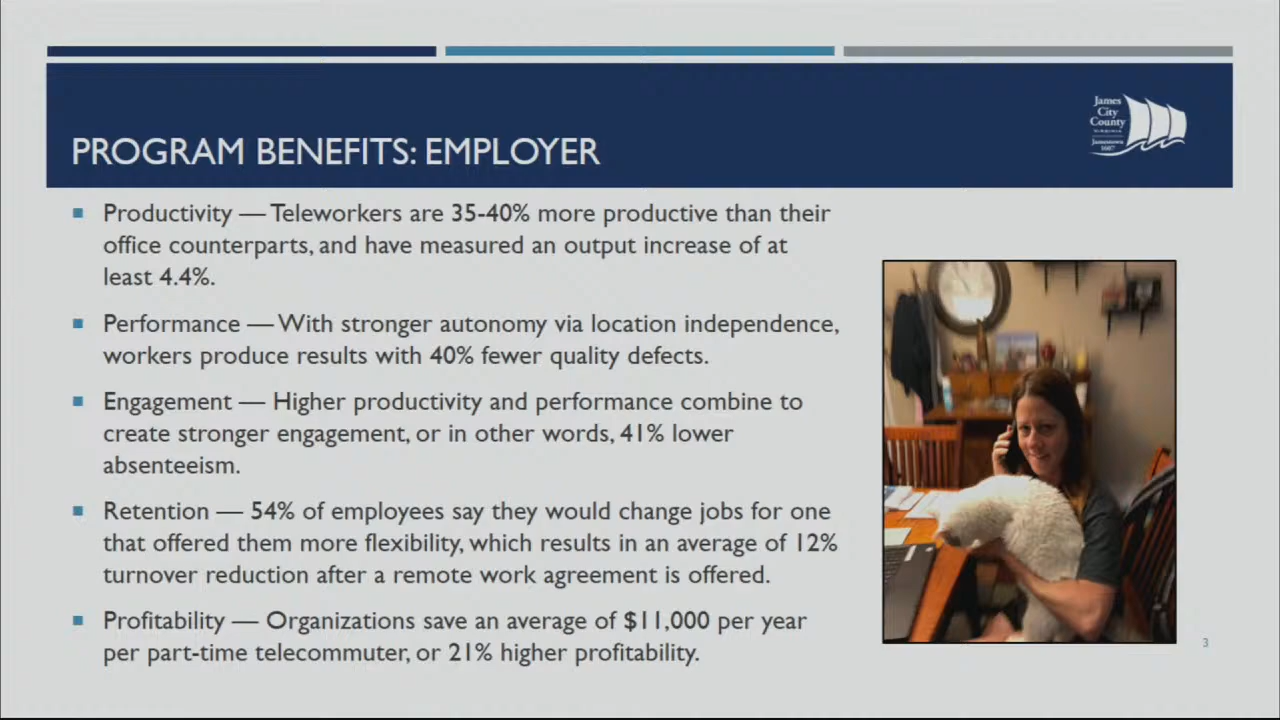 James
City
County
Jamestown
1607
PROGRAM BENEFITS: EMPLOYER
Productivity — Teleworkers are 35-40% more productive than their
office counterparts, and have measured an output increase of at
least 4.4%.
Performance — With stronger autonomy via location independence,
workers produce results with 40% fewer quality defects.
Engagement — Higher productivity and performance combine to
create stronger engagement, or in other words, 41% lower
absenteeism.
Retention — 54% of employees say they would change jobs for one
that offered them more flexibility, which results in an average of 12%
turnover reduction after a remote work agreement is offered.
Profitability — Organizations save an average of $11,000 per year
per part-time telecommuter, or 21% higher profitability.
3